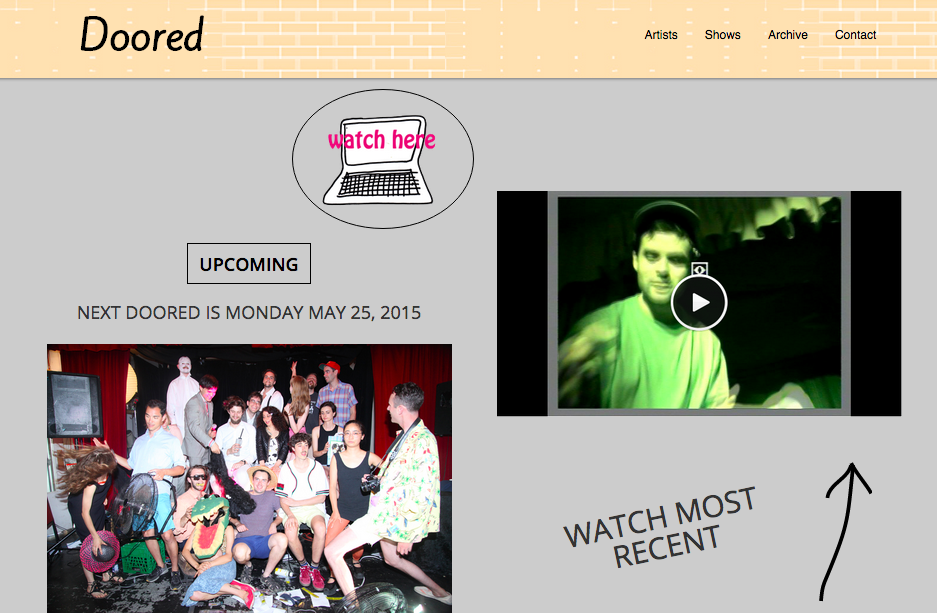 Doored
Artists
Shows
Archive
Contact
watch here
UPCOMING
NEXT DOORED IS MONDAY MAY 25, 2015
WATCH MOST
RECENT